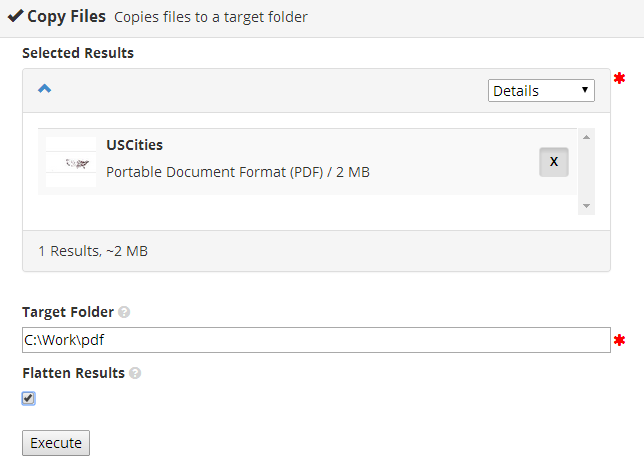 Copy Files Copies files to a target folder
Selected Results
Details
USCities
Portable Document Format (PDF) / 2 MB
X
1 Results, ~2 MB
Target Folder ?
C:\Work\pdf
Flatten Results ?
Execute